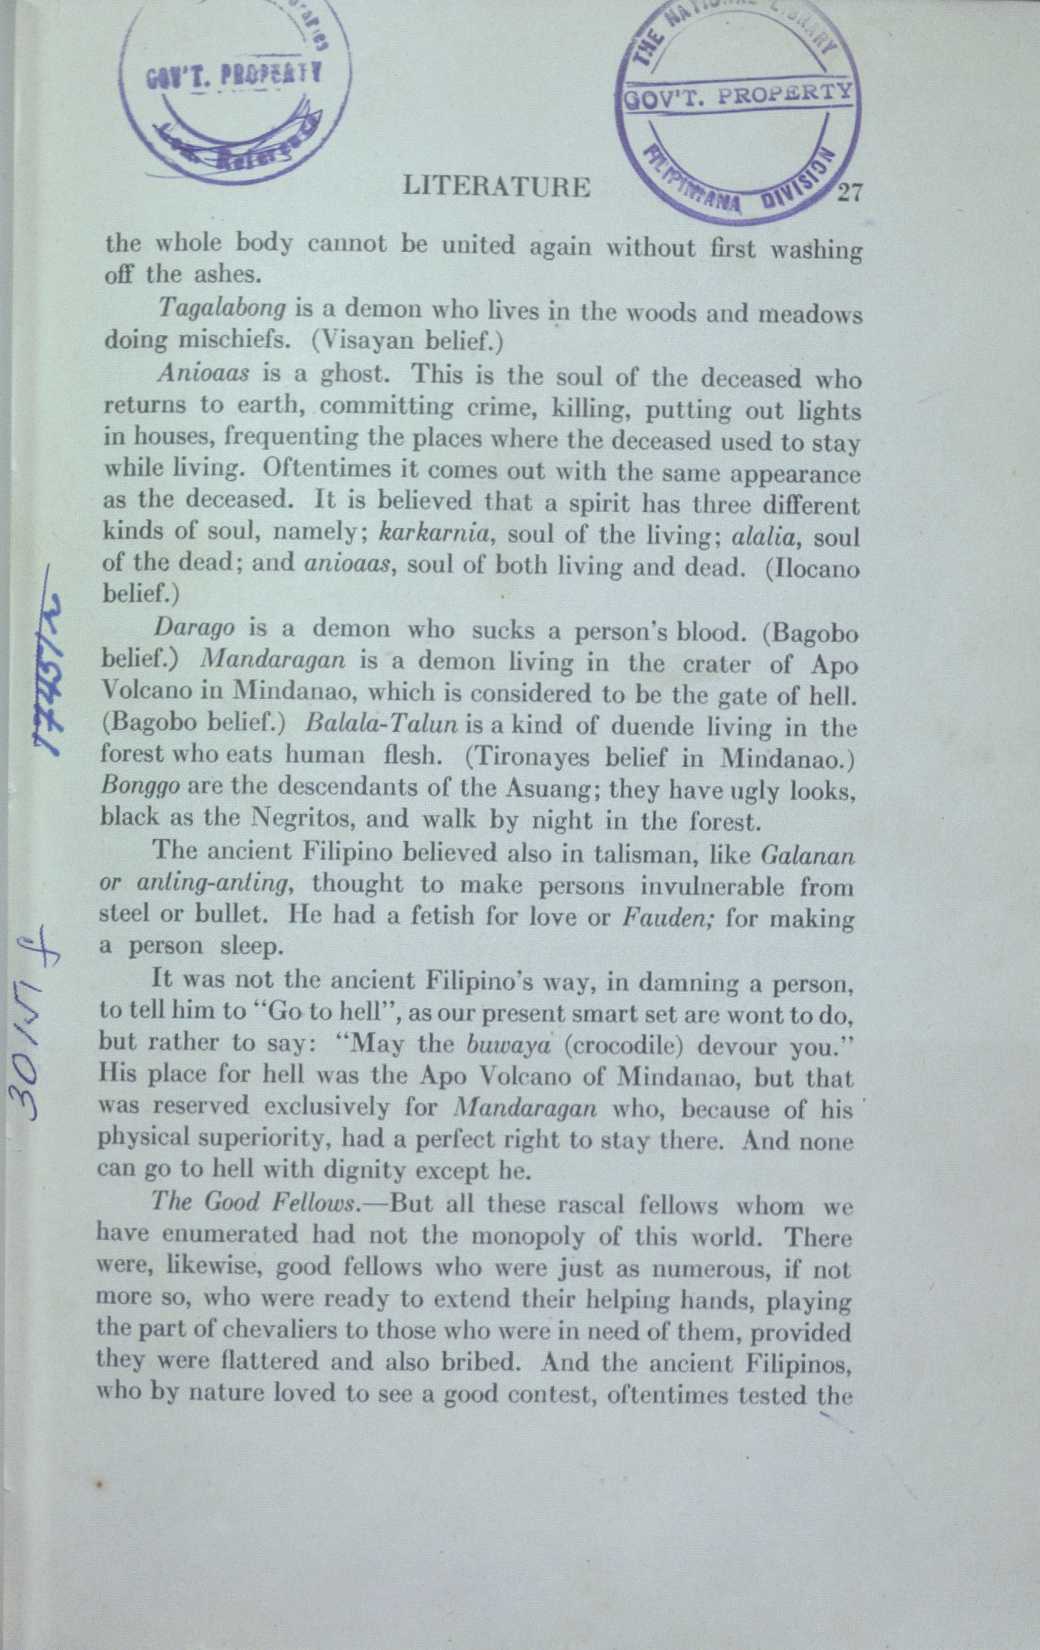 GOV'T. PROPERTY
Reference
THE NATIONAL LIBRARY
GOV'T. PROPERTY
FILIPINIANA DIVISION
LITERATURE 27
the whole body cannot be united again without first washing
off the ashes.
Tagalabong is a demon who lives in the woods and meadows
doing mischiefs. (Visayan belief.)
Anioaas is a ghost. This is the soul of the deceased who
returns to earth, committing crime, killing, putting out lights
in houses, frequenting the places where the deceased used to stay
while living. Oftentimes it comes out with the same appearance
as the deceased. It is believed that a spirit has three different
kinds of soul, namely; karkarnia, soul of the living; alalia, soul
of the dead; and anioaas, soul of both living and dead. (Ilocano
belief.)
Darago is a demon who sucks a person's blood. (Bagobo
belief.) Mandaragan is a demon living in the crater of Apo
Volcano in Mindanao, which is considered to be the gate of hell.
(Bagobo belief.) Balala-Talun is a kind of duende living in the
forest who eats human flesh. (Tironayes belief in Mindanao.)
Bonggo are the descendants of the Asuang; they have ugly looks,
black as the Negritos, and walk by night in the forest.
The ancient Filipino believed also in talisman, like Galanan
or anting-anting, thought to make persons invulnerable from
steel or bullet. He had a fetish for love or Fauden; for making
a person sleep.
It was not the ancient Filipino's way, in damning a person,
to tell him to "Go to hell", as our present smart set are wont to do,
but rather to say: "May the buwaya (crocodile) devour you."
His place for hell was the Apo Volcano of Mindanao, but that
was reserved exclusively for Mandaragan who, because of his
physical superiority, had a perfect right to stay there. And none
can go to hell with dignity except he.
The Good Fellows.—But all these rascal fellows whom we
have enumerated had not the monopoly of this world. There
were, likewise, good fellows who were just as numerous, if not
more so, who were ready to extend their helping hands, playing
the part of chevaliers to those who were in need of them, provided
they were flattered and also bribed. And the ancient Filipinos,
who by nature loved to see a good contest, oftentimes tested the